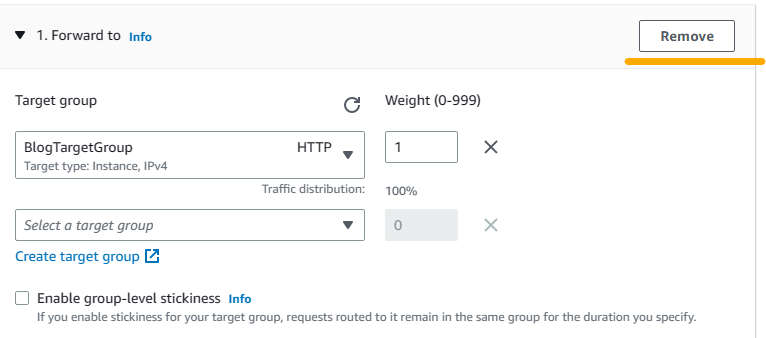 1. Forward to Info
Remove
Target group
Weight (0-999)
BlogTargetGroup HTTP
Target type: Instance, IPv4
1
Traffic distribution: 100%
Select a target group
0
Create target group
Enable group-level stickiness Info
If you enable stickiness for your target group, requests routed to it remain in the same group for the duration you specify.